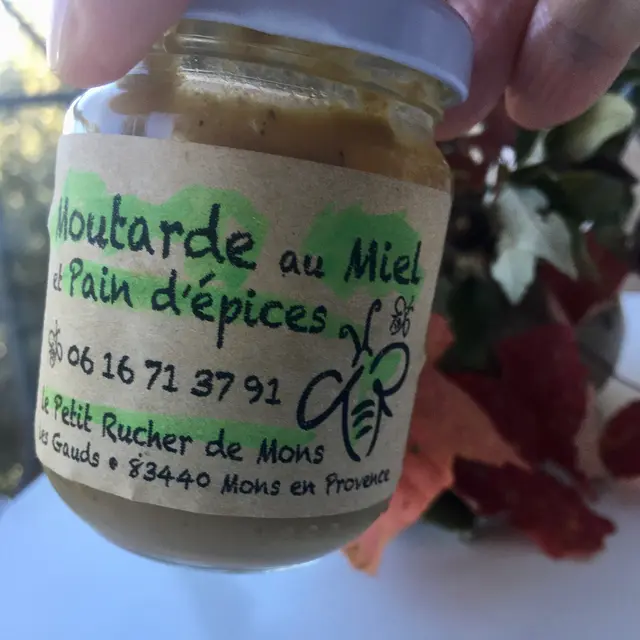 Moutarde au Miel
et Pain d'épices
06 16 71 37 91
Le Petit Rucher de Mons
Les Gauds • 83440 Mons en Provence